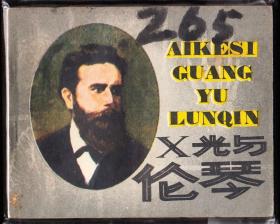 265
AIKESI
GUANG
YU
LUNQIN
X光与
伦琴